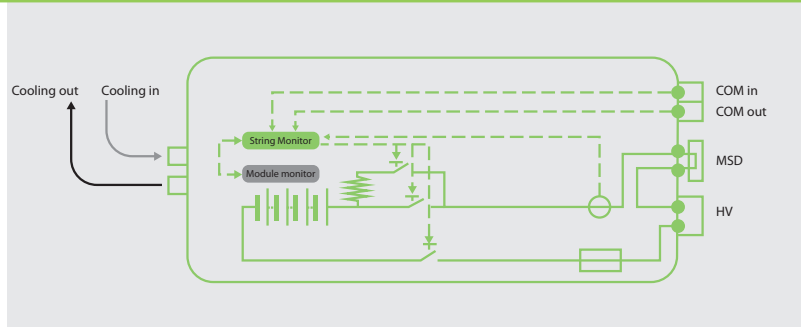 Cooling out
Cooling in
COM in
COM out
String Monitor
MSD
Module monitor
HV